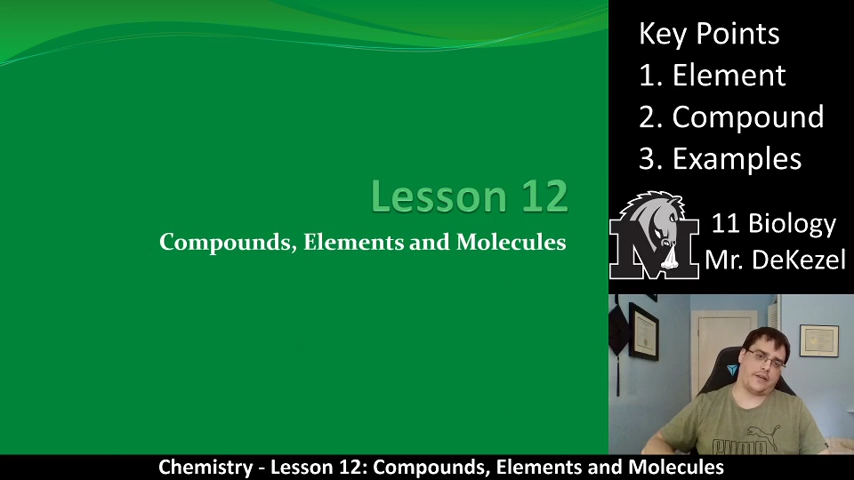 Lesson 12
Compounds, Elements and Molecules
Key Points
1. Element
2. Compound
3. Examples
M
11 Biology
Mr. DeKezel
PUMA
Chemistry - Lesson 12: Compounds, Elements and Molecules